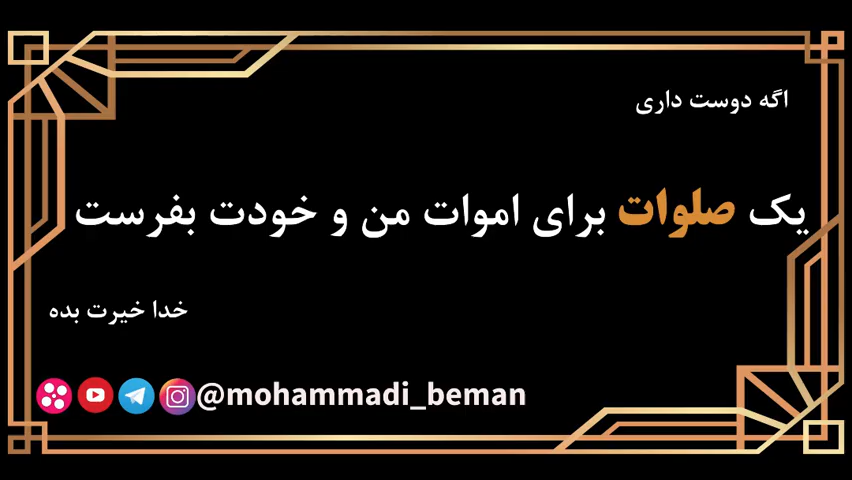 اگه دوست داری
یک صلوات برای اموات من و خودت بفرست
خدا خیرت بده
@mohammadi_beman